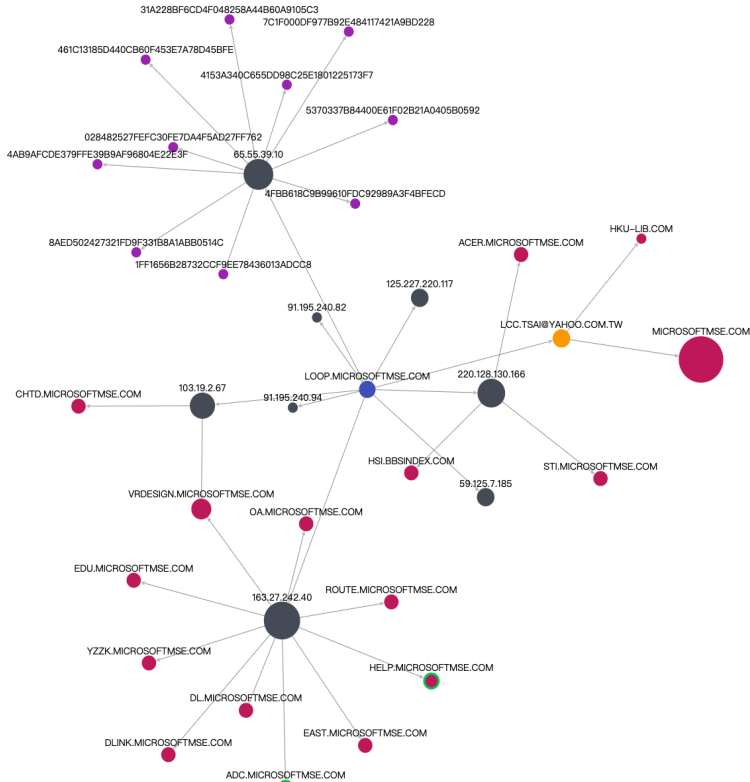 31A228BF6CD4F048258A44B60A9105C3
7C1F000DF977B92E484117421A9BD228
461C13185D440CB60F453E7A78D45BFE
4153A340C655DD98C25E1801225173F7
5370337B84400E61F02B21A0405B0592
028482527FEFC30FE7DA4F5AD27FF762
4AB9AFCDE379FFE39B9AF96804E22E3F
65.55.39.10
4FBB618C9B99610FDC92989A3F4BFECD
8AED502427321FD9F331B8A1ABB0514C
1FF1656B28732CCF9EE78436013ADCC8
HKU-LIB.COM
ACER.MICROSOFTMSE.COM
125.227.220.117
91.195.240.82
LCC.TSAI@YAHOO.COM.TW
MICROSOFTMSE.COM
LOOP.MICROSOFTMSE.COM
220.128.130.166
103.19.2.67
CHTD.MICROSOFTMSE.COM
91.195.240.94
HSI.BBSINDEX.COM
STI.MICROSOFTMSE.COM
59.125.7.185
VRDESIGN.MICROSOFTMSE.COM
OA.MICROSOFTMSE.COM
EDU.MICROSOFTMSE.COM
ROUTE.MICROSOFTMSE.COM
163.27.242.40
YZZK.MICROSOFTMSE.COM
HELP.MICROSOFTMSE.COM
DL.MICROSOFTMSE.COM
EAST.MICROSOFTMSE.COM
DLINK.MICROSOFTMSE.COM
ADC.MICROSOFTMSE.COM